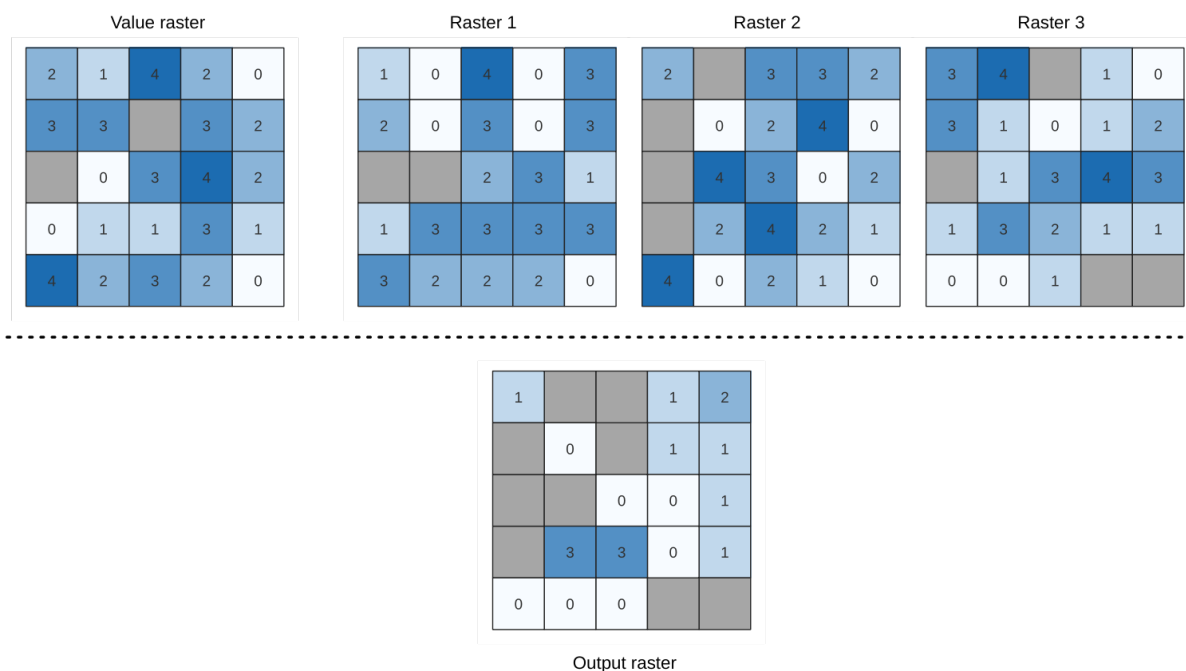 Value raster Raster 1 Raster 2 Raster 3
2 1 4 2 0 1 0 4 0 3 2 3 3 2 3 4 1 0
3 3 3 2 2 0 3 0 3 0 2 4 0 3 1 0 1 2
0 3 4 2 2 3 1 4 3 0 2 1 3 4 3
0 1 1 3 1 1 3 3 3 3 2 4 2 1 1 3 2 1 1
4 2 3 2 0 3 2 2 2 0 4 0 2 1 0 0 0 1
1 1 2
0 1 1
0 0 1
3 3 0 1
0 0 0
Output raster